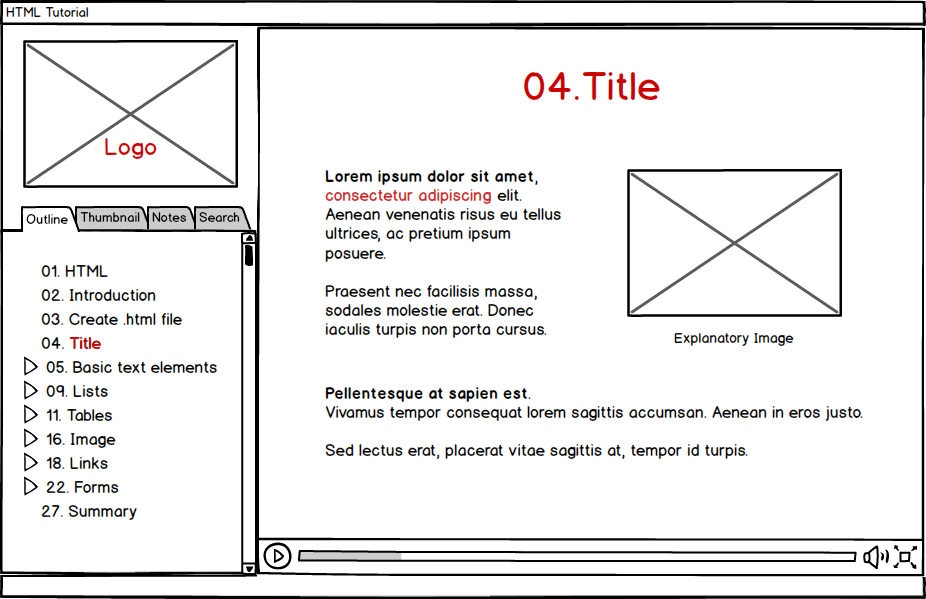 HTML Tutorial
Logo
Outline Thumbnail Notes Search
01. HTML
02. Introduction
03. Create .html file
04. Title
05. Basic text elements
09. Lists
11. Tables
16. Image
18. Links
22. Forms
27. Summary
04.Title
Lorem ipsum dolor sit amet,
consectetur adipiscing elit.
Aenean venenatis risus eu tellus
ultrices, ac pretium ipsum
posuere.
Praesent nec facilisis massa,
sodales molestie erat. Donec
iaculis turpis non porta cursus.
Explanatory Image
Pellentesque at sapien est.
Vivamus tempor consequat lorem sagittis accumsan. Aenean in eros justo.
Sed lectus erat, placerat vitae sagittis at, tempor id turpis.